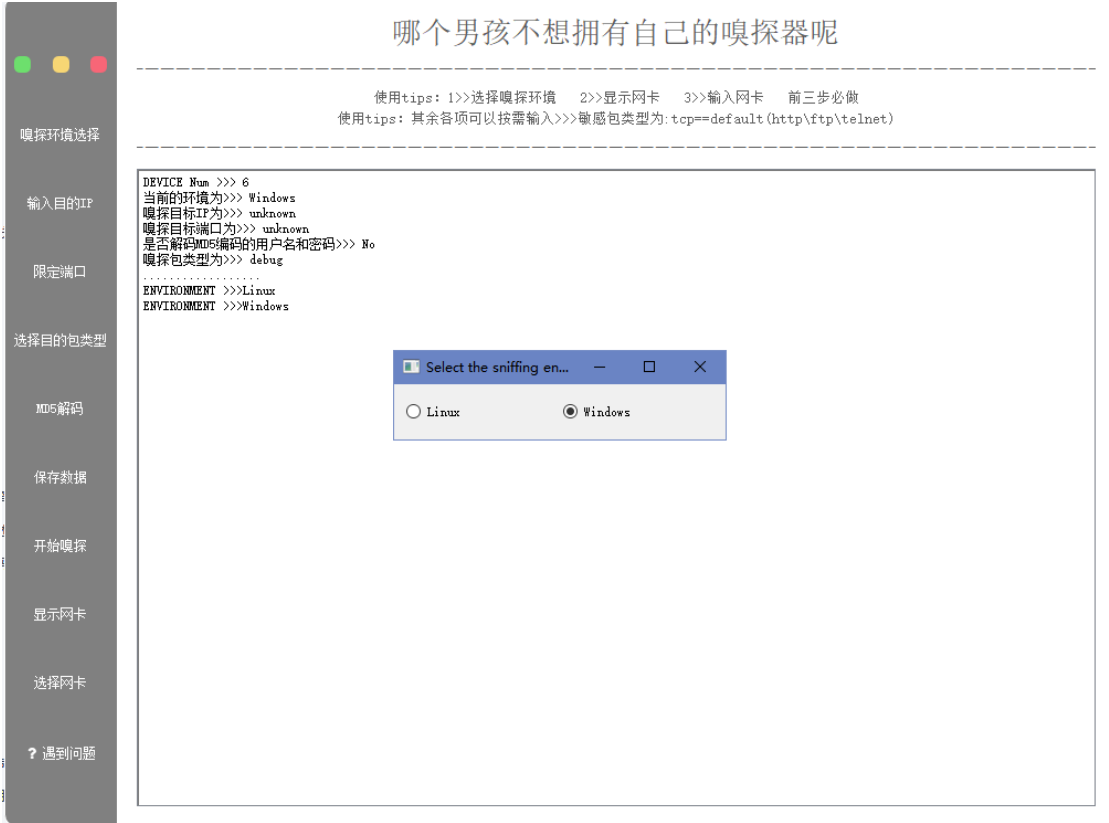 哪个男孩不想拥有自己的嗅探器呢
使用tips: 1>>选择嗅探环境 2>>显示网卡 3>>输入网卡 前三步必做
使用tips: 其余各项可以按需输入>>>敏感包类型为:tcp==default(http\ftp\telnet)
嗅探环境选择
输入目的IP
限定端口
选择目的包类型
MD5解码
保存数据
开始嗅探
显示网卡
选择网卡
? 遇到问题
DEVICE Num >>> 6
当前的环境为>>> Windows
嗅探目标IP为>>> unknown
嗅探目标端口为>>> unknown
是否解码MD5编码的用户名和密码>>> No
嗅探包类型为>>> debug
..................
ENVIRONMENT >>>Linux
ENVIRONMENT >>>Windows
Select the sniffing en...
Linux
Windows